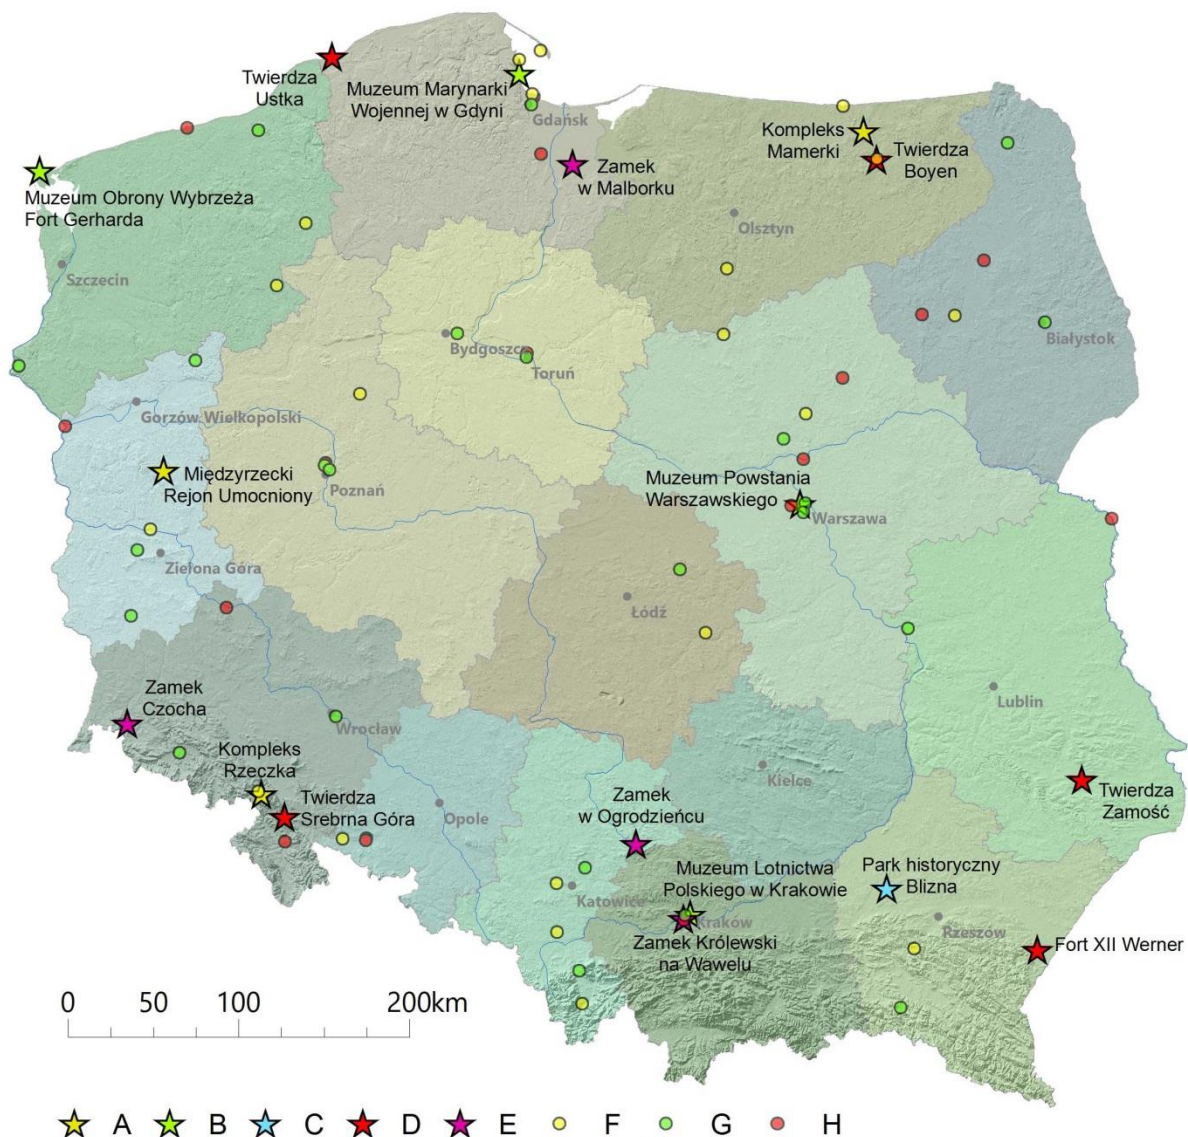 Twierdza
Ustka
Muzeum Marynarki
Wojennej w Gdyni
Gdańsk
Kompleks
Mamerki
Twierdza
Boyen
Zamek
w Malborku
Muzeum Obrony Wybrzeża
Fort Gerharda
Olsztyn
Szczecin
Bydgoszcz
Toruń
Białystok
Gorzów Wielkopolski
Międzyrzecki
Rejon Umocniony
Poznań
Muzeum Powstania
Warszawskiego
Warszawa
Zielona Góra
Łódź
Lublin
Zamek
Czocha
Wrocław
Kompleks
Rzeczka
Kielce
Twierdza
Srebrna Góra
Opole
Zamek
w Ogrodzieńcu
Twierdza
Zamość
Muzeum Lotnictwa
Polskiego w Krakowie
Park historyczny
Blizna
Katowice
Kraków
Rzeszów
Zamek Królewski
na Wawelu
Fort XII Werner
0 50 100 200km
A B C D E F G H